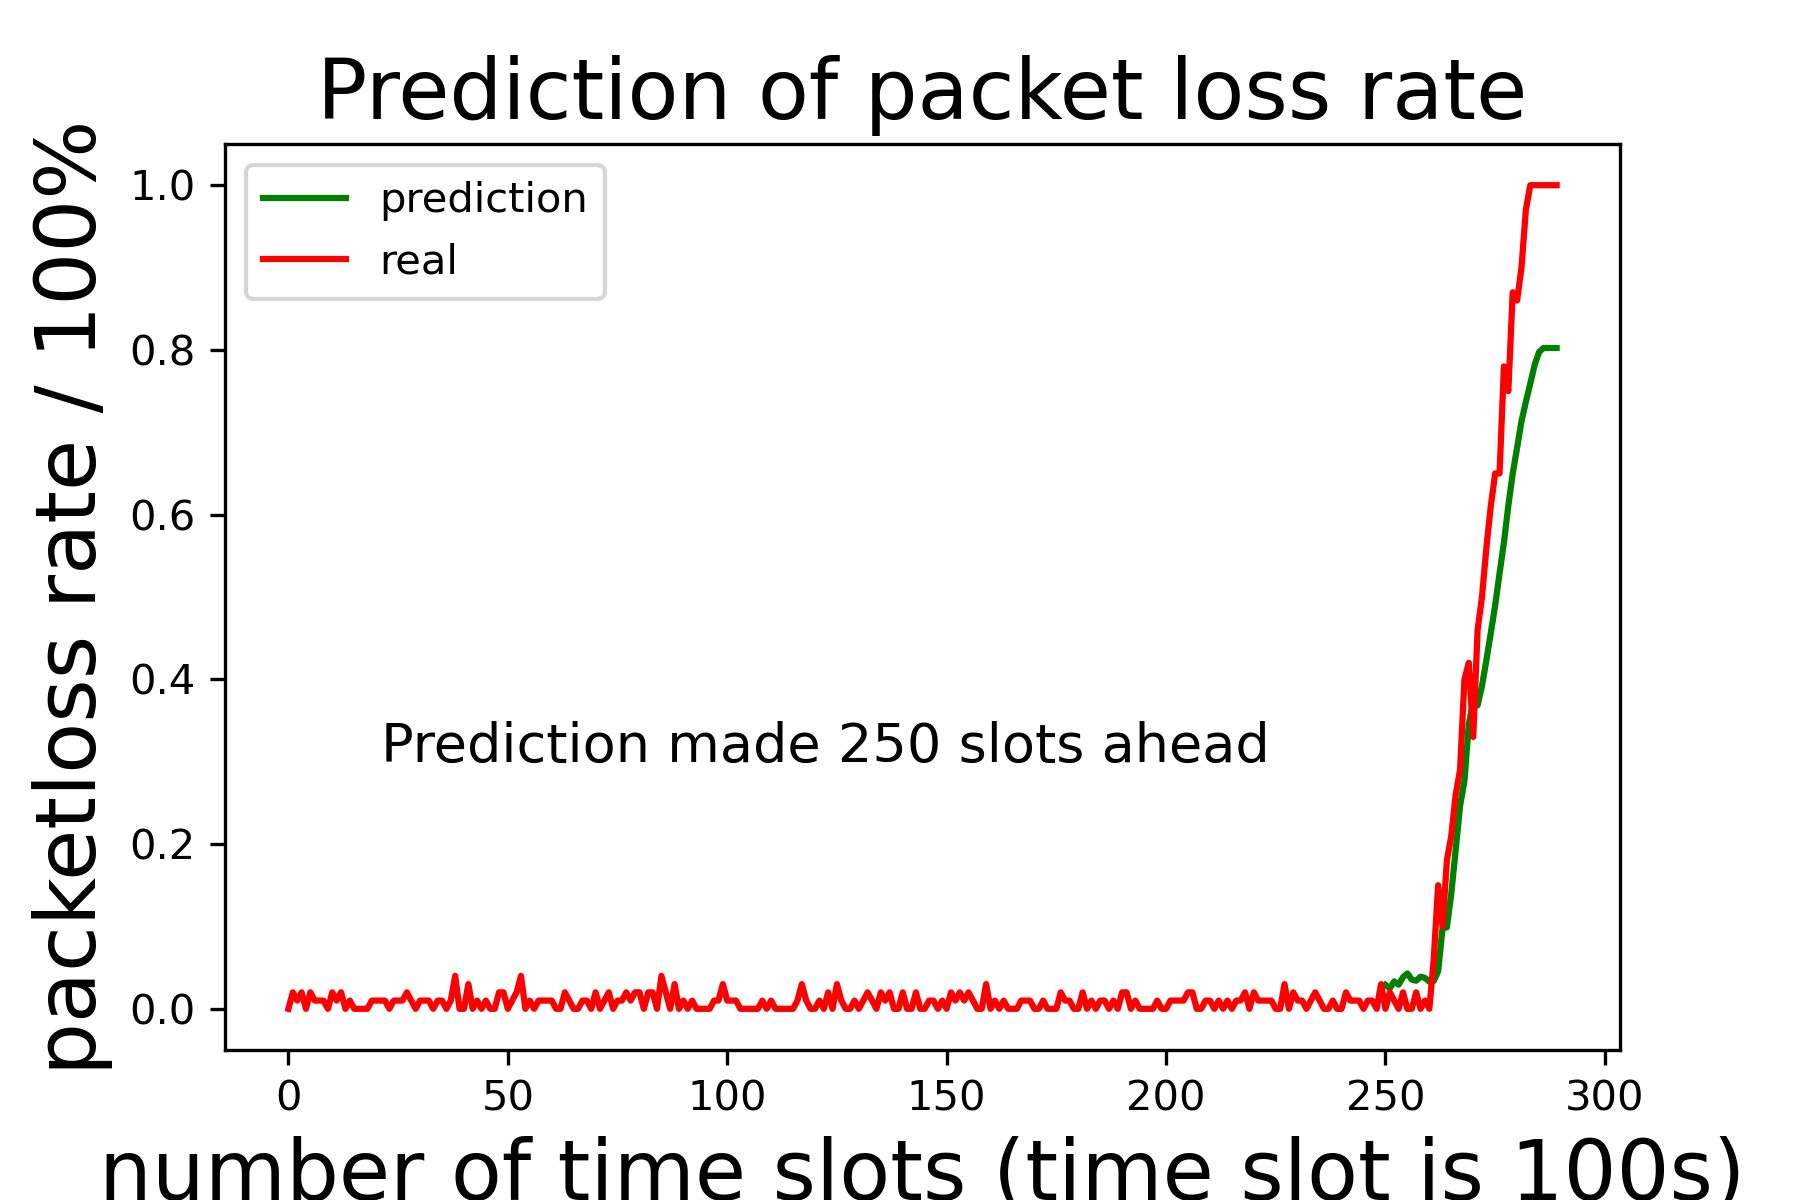 Prediction of packet loss rate
packetloss rate / 100%
1.0
0.8
0.6
0.4
0.2
0.0
prediction
real
Prediction made 250 slots ahead
0 50 100 150 200 250 300
number of time slots (time slot is 100s)